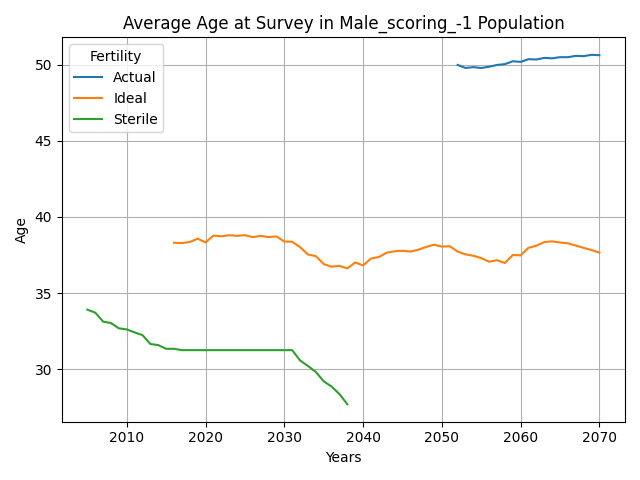 Average Age at Survey in Male_scoring_-1 Population
Fertility
Actual
Ideal
Sterile
50
45
40
35
30
Age
2010 2020 2030 2040 2050 2060 2070
Years